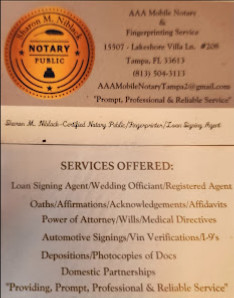 Sharon M. Niblack
NOTARY
PUBLIC
AAA Mobile Notary
&
Fingerprinting Service
15307 - Lakeshore Villa Ln. #206
Tampa, FL 33613
(813) 504-3113
AAAMobileNotaryTampa2@gmail.com
"Prompt, Professional & Reliable Service"
Sharon M. Niblack-Certified Notary Public/Fingerprinter/Loan Signing Agent
SERVICES OFFERED:
Loan Signing Agent/Wedding Officiant/Registered Agent
Oaths/Affirmations/Acknowledgements/Affidavits
Power of Attorney/Wills/Medical Directives
Automotive Signings/Vin Verifications/I-9's
Depositions/Photocopies of Docs
Domestic Partnerships
"Providing, Prompt, Professional & Reliable Service"